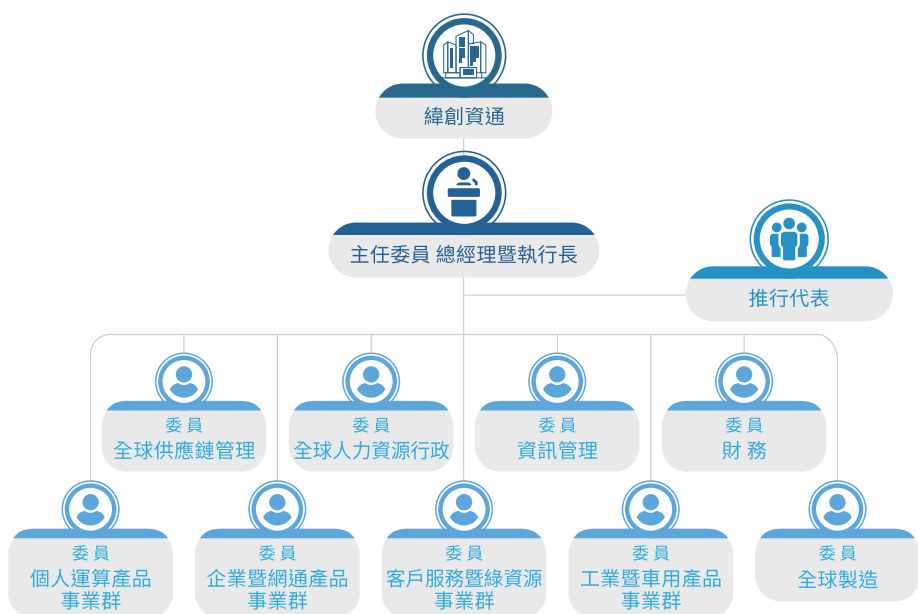 緯創資通
主任委員 總經理暨執行長
推行代表
委員
全球供應鏈管理
委員
全球人力資源行政
委員
資訊管理
委員
財務
委員
個人運算產品
事業群
委員
企業暨網通產品
事業群
委員
客戶服務暨綠資源
事業群
委員
工業暨車用產品
事業群
委員
全球製造